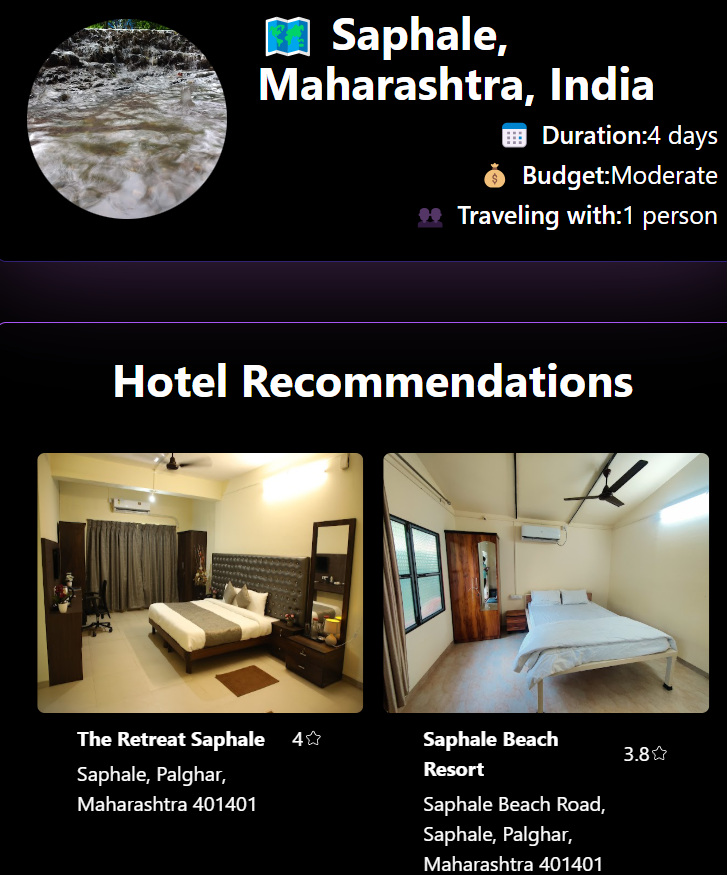 Saphale,
Maharashtra, India
Duration:4 days
Budget:Moderate
Traveling with:1 person
Hotel Recommendations
The Retreat Saphale 4
Saphale, Palghar,
Maharashtra 401401
Saphale Beach
Resort 3.8
Saphale Beach Road,
Saphale, Palghar,
Maharashtra 401401